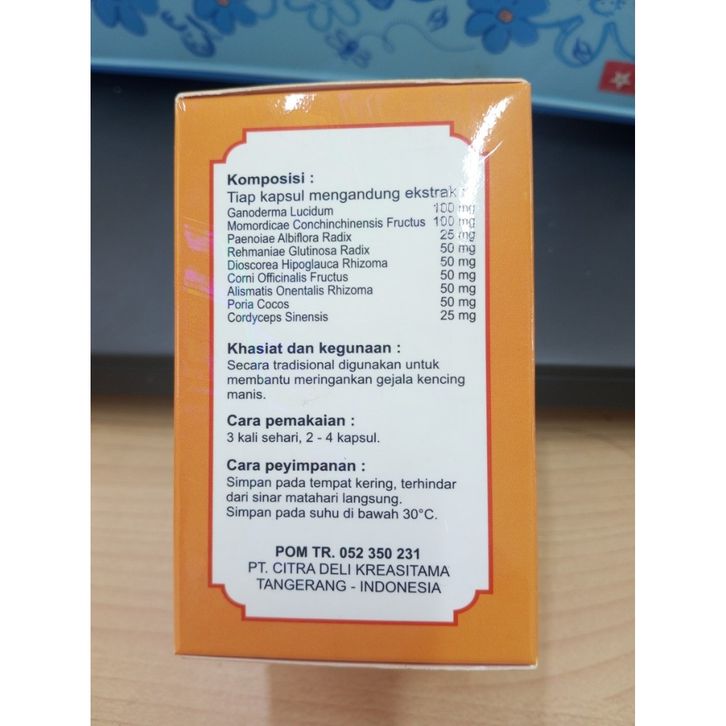 Komposisi :
Tiap kapsul mengandung ekstrak :
Ganoderma Lucidum 100 mg
Momordicae Conchinchinensis Fructus 100 mg
Paenoiae Albiflora Radix 25 mg
Rehmaniae Glutinosa Radix 50 mg
Dioscorea Hipoglauca Rhizoma 50 mg
Corni Officinalis Fructus 50 mg
Alismatis Onentalis Rhizoma 50 mg
Poria Cocos 50 mg
Cordyceps Sinensis 25 mg
Khasiat dan kegunaan :
Secara tradisional digunakan untuk
membantu meringankan gejala kencing
manis.
Cara pemakaian :
3 kali sehari, 2 - 4 kapsul.
Cara peyimpanan :
Simpan pada tempat kering, terhindar
dari sinar matahari langsung.
Simpan pada suhu di bawah 30°C.
POM TR. 052 350 231
PT. CITRA DELI KREASITAMA
TANGERANG - INDONESIA